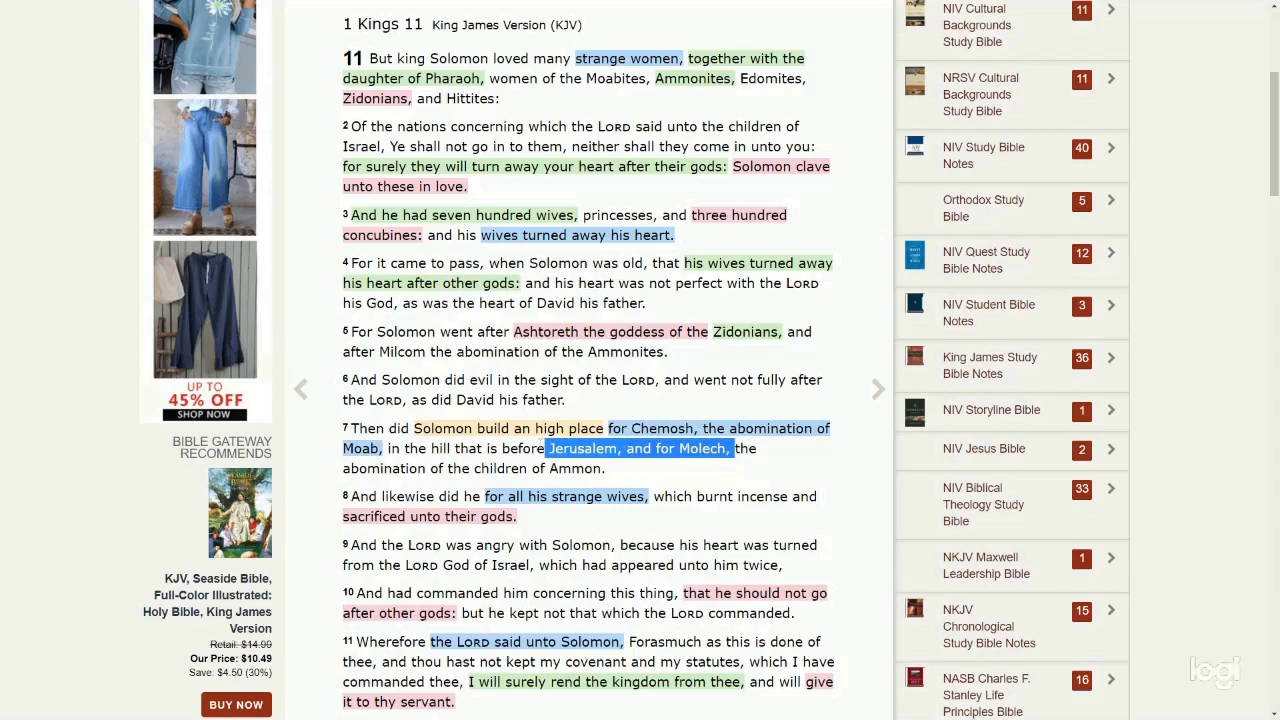 1 Kings 11 King James Version (KJV)
11 But king Solomon loved many strange women, together with the
daughter of Pharaoh, women of the Moabites, Ammonites, Edomites,
Zidonians, and Hittites:
2 Of the nations concerning which the LORD said unto the children of
Israel, Ye shall not go in to them, neither shall they come in unto you:
for surely they will turn away your heart after their gods: Solomon clave
unto these in love.
3 And he had seven hundred wives, princesses, and three hundred
concubines: and his wives turned away his heart.
4 For it came to pass, when Solomon was old, that his wives turned away
his heart after other gods: and his heart was not perfect with the LORD
his God, as was the heart of David his father.
5 For Solomon went after Ashtoreth the goddess of the Zidonians, and
after Milcom the abomination of the Ammonites.
6 And Solomon did evil in the sight of the LORD, and went not fully after
the LORD, as did David his father.
7 Then did Solomon build an high place for Chemosh, the abomination of
Moab, in the hill that is before Jerusalem, and for Molech, the
abomination of the children of Ammon.
8 And likewise did he for all his strange wives, which burnt incense and
sacrificed unto their gods.
9 And the LORD was angry with Solomon, because his heart was turned
from the LORD God of Israel, which had appeared unto him twice,
10 And had commanded him concerning this thing, that he should not go
after other gods: but he kept not that which the LORD commanded.
11 Wherefore the LORD said unto Solomon, Forasmuch as this is done of
thee, and thou hast not kept my covenant and my statutes, which I have
commanded thee, I will surely rend the kingdom from thee, and will give
it to thy servant.
UP TO
45% OFF
SHOP NOW
BIBLE GATEWAY
RECOMMENDS
KJV, Seaside Bible,
Full-Color Illustrated:
Holy Bible, King James
Version
Retail: $14.99
Our Price: $10.49
Save: $4.50 (30%)
BUY NOW
NIV Cultural
Backgrounds
Study Bible
11
NRSV Cultural
Backgrounds
Study Bible
11
NIV Study Bible
Notes
40
Orthodox Study
Bible
5
NIV Quest Study
Bible Notes
12
NIV Student Bible
Notes
3
King James Study
Bible Notes
36
NIV Storyline Bible
1
NIV Jesus Bible
2
NIV Biblical
Theology Study
Bible
33
NKJV Maxwell
Leadership Bible
1
NKJV
Chronological
Study Bible Notes
15
NASB Charles F.
Stanley Life
Principles Bible
16
logi